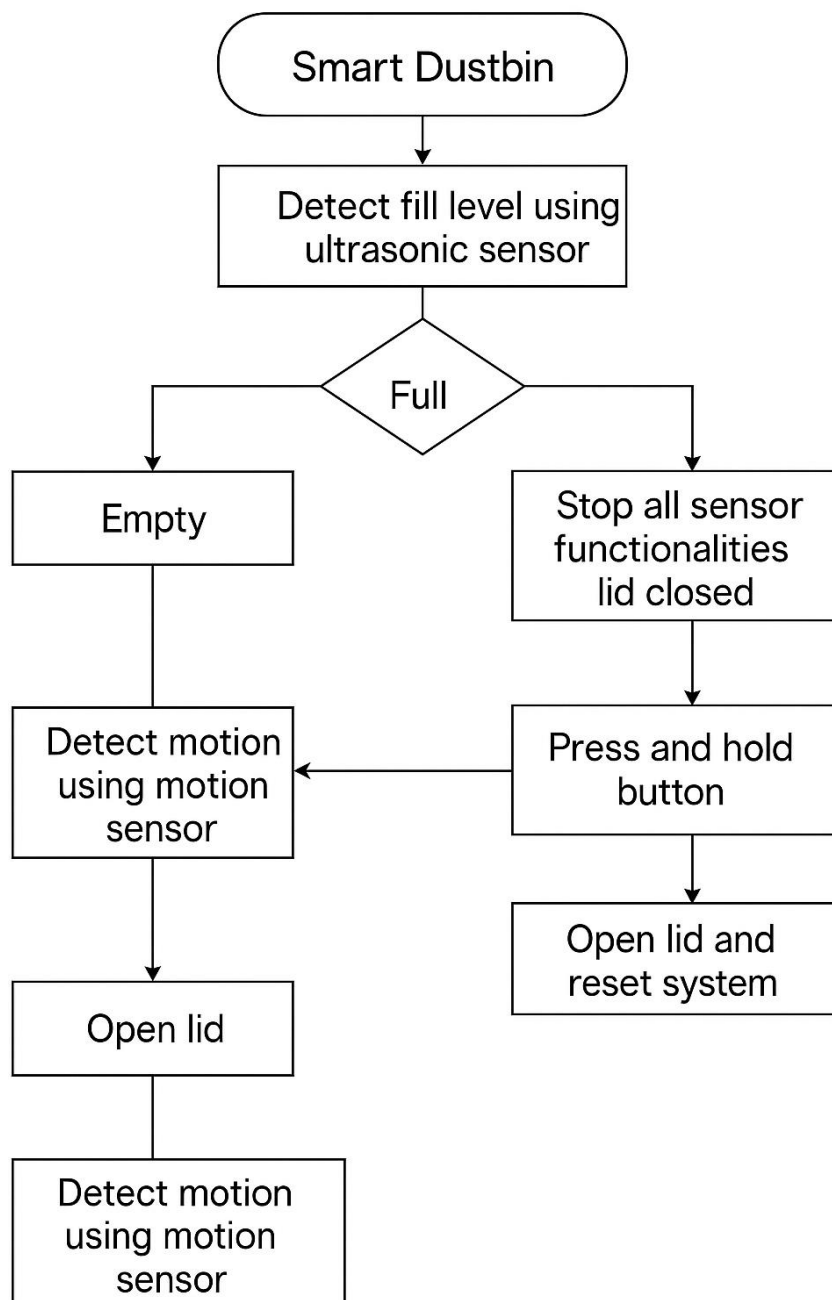 Smart Dustbin
Detect fill level using
ultrasonic sensor
Full
Empty
Stop all sensor
functionalities
lid closed
Detect motion
using motion
sensor
Press and hold
button
Open lid and
reset system
Open lid
Detect motion
using motion
sensor